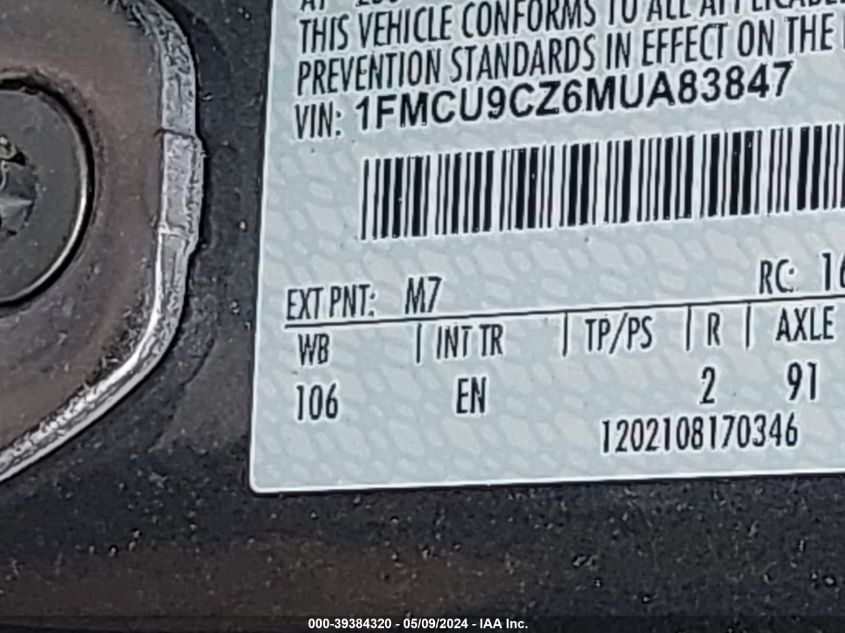 THIS VEHICLE CONFORMS TO ALL APPLICABLE
PREVENTION STANDARDS IN EFFECT ON THE
VIN: 1FMCU9CZ6MUA83847
EXT PNT: M7 RC: 16
WB | INT TR | TP/PS | R | AXLE
106 EN 2 91
1202108170346
000-39384320 - 05/09/2024 - IAA Inc.